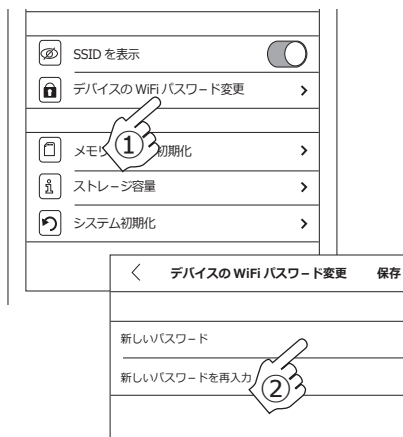 SSID を表示
デバイスの WiFi パスワード変更
①
メモリ 初期化
ストレージ容量
システム初期化
デバイスの WiFi パスワード変更 保存
新しいパスワード
新しいパスワードを再入力
②